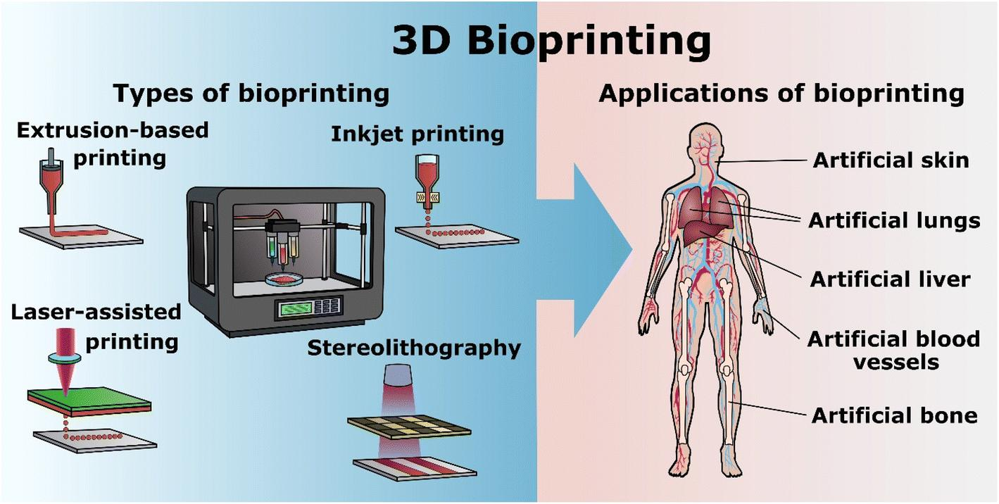 3D Bioprinting
Types of bioprinting
Extrusion-based
printing
Inkjet printing
Laser-assisted
printing
Stereolithography
Applications of bioprinting
Artificial skin
Artificial lungs
Artificial liver
Artificial blood
vessels
Artificial bone